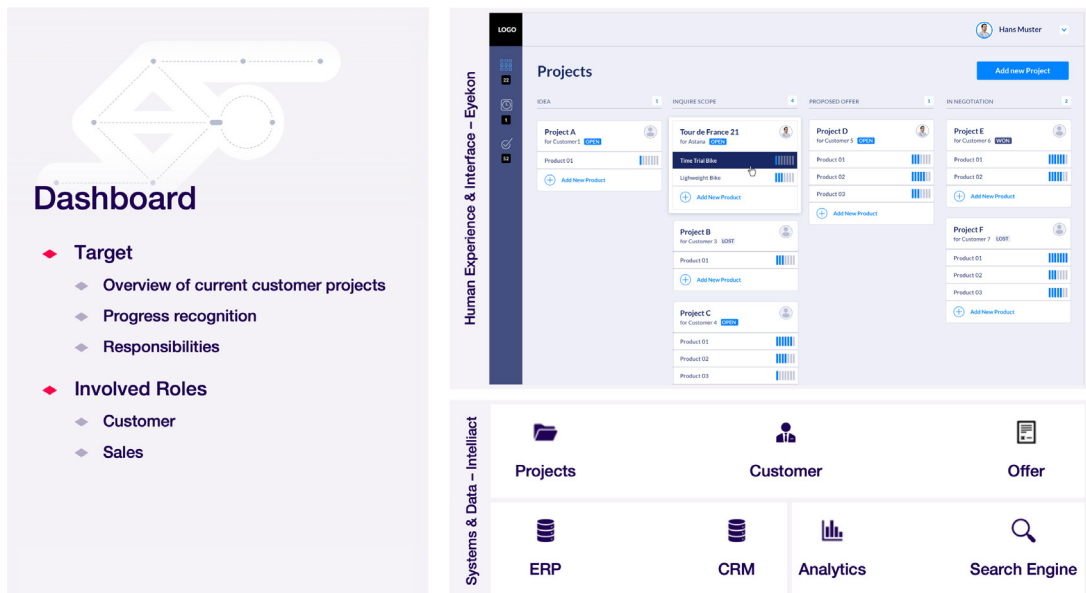 Dashboard
Target
Overview of current customer projects
Progress recognition
Responsibilities
Involved Roles
Customer
Sales
Human Experience & Interface – Eyekon
LOGO
22
1
52
Hans Muster
Projects
Add new Project
IDEA 1
Project A
for Customer1 OPEN
Product 01
Add New Product
INQUIRE SCOPE 4
Tour de France 21
for Astana OPEN
Time Trial Bike
Lighweight Bike
Add New Product
Project B
for Customer 3 LOST
Product 01
Add New Product
Project C
for Customer 4 OPEN
Product 01
Product 02
Product 03
PROPOSED OFFER 1
Project D
for Customer 5 OPEN
Product 01
Product 02
Product 03
Add New Product
IN NEGOTIATION 2
Project E
for Customer 6 WON
Product 01
Product 02
Add New Product
Project F
for Customer 7 LOST
Product 01
Product 02
Product 03
Add New Product
Systems & Data – Intelliact
Projects
Customer
Offer
ERP
CRM
Analytics
Search Engine